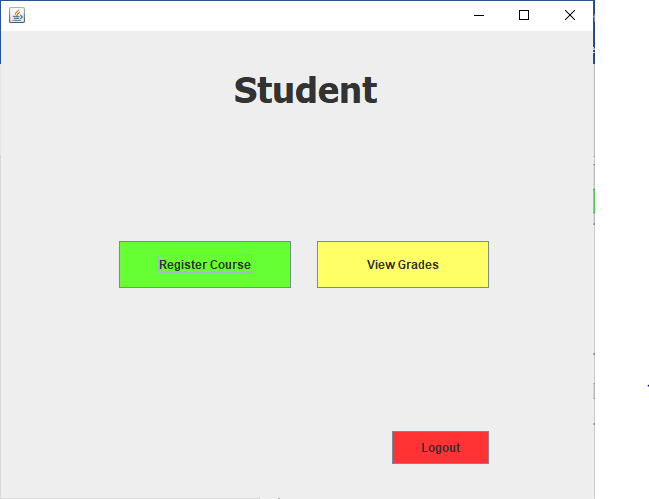 Student
Register Course
View Grades
Logout